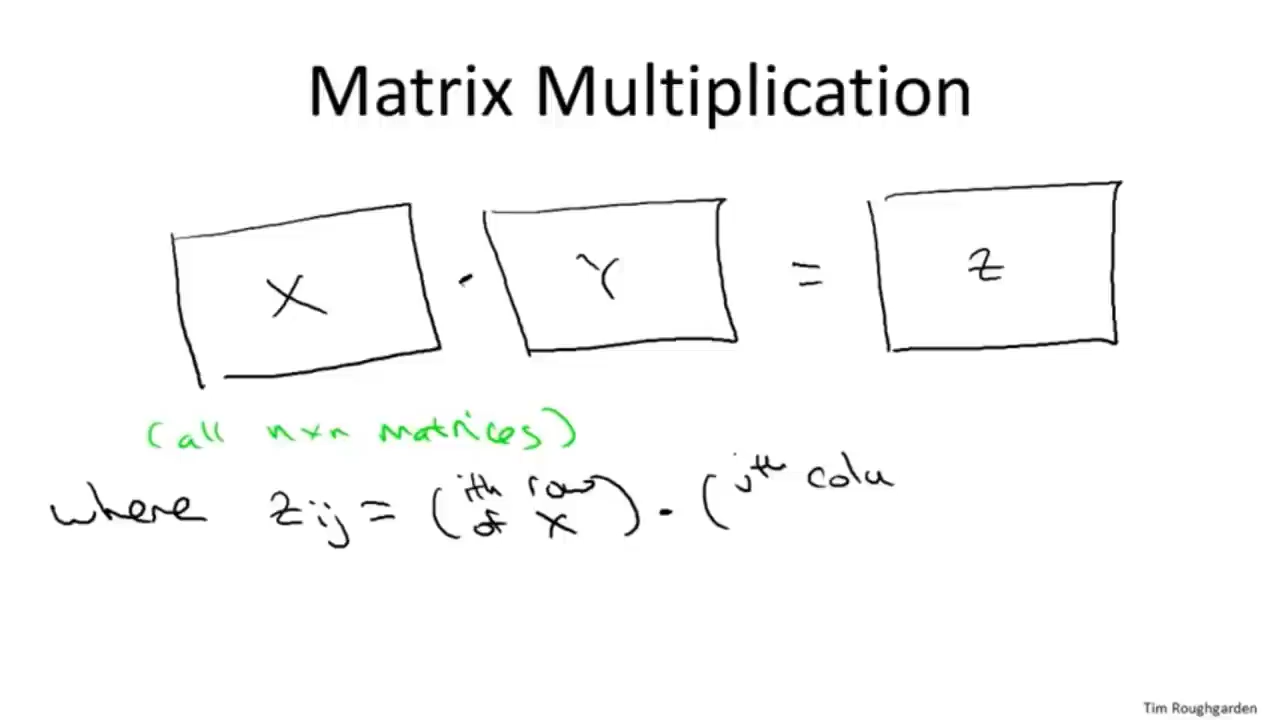 Matrix Multiplication
X · Y = Z
(all n×n matrices)
where zij = (ith row of X) · (jth colu
Tim Roughgarden